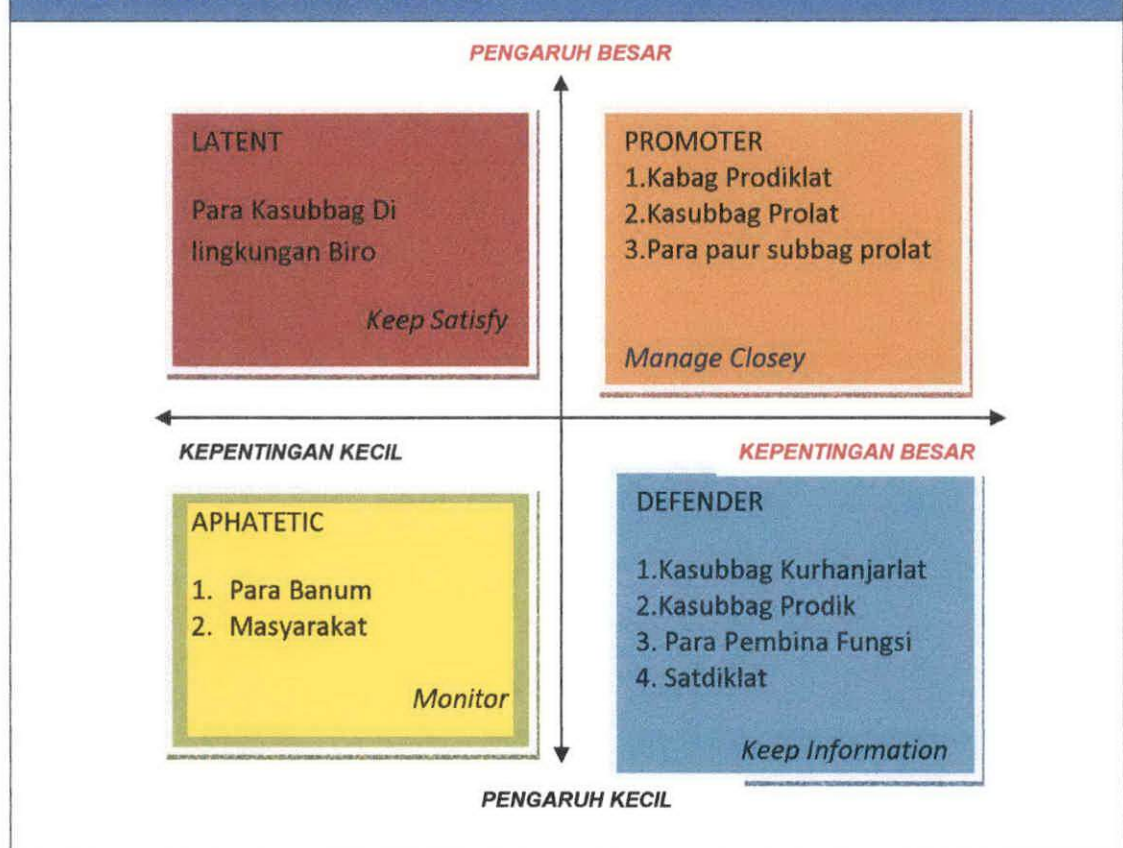 PENGARUH BESAR
LATENT
Para Kasubbag Di
lingkungan Biro
Keep Satisfy
PROMOTER
1.Kabag Prodiklat
2.Kasubbag Prolat
3.Para paur subbag prolat
Manage Closey
KEPENTINGAN KECIL
KEPENTINGAN BESAR
APHATETIC
1. Para Banum
2. Masyarakat
Monitor
DEFENDER
1.Kasubbag Kurhanjarlat
2.Kasubbag Prodik
3. Para Pembina Fungsi
4. Satdiklat
Keep Information
PENGARUH KECIL